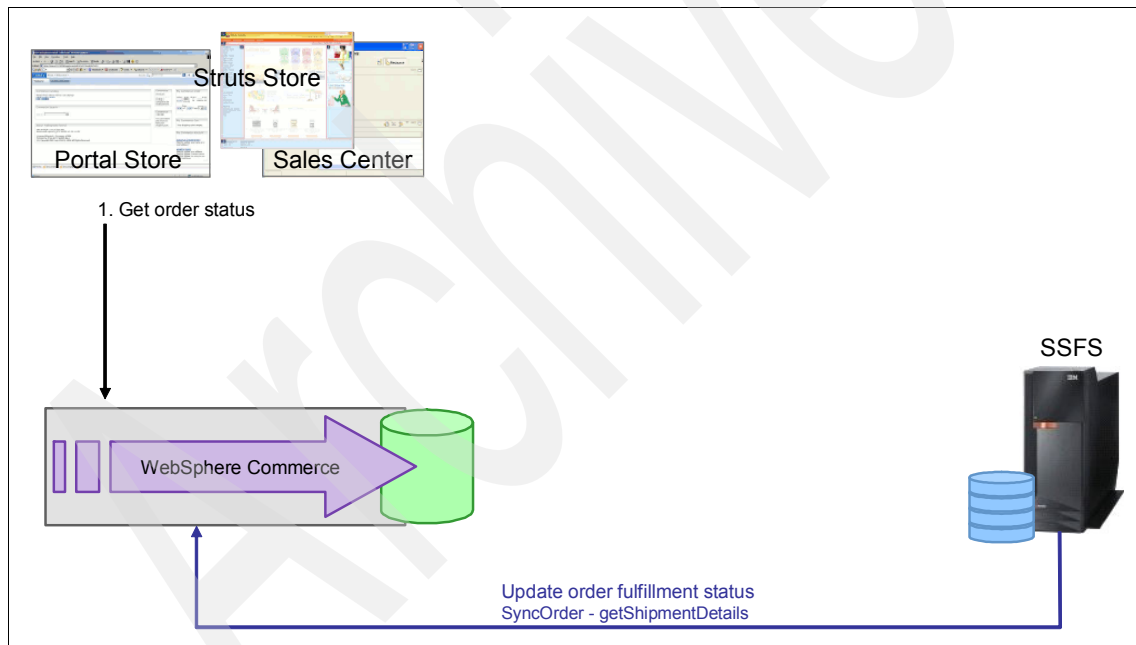 Struts Store
Portal Store
Sales Center
1. Get order status
SSFS
IBM
WebSphere Commerce
Update order fulfillment status
SyncOrder - getShipmentDetails
Archive